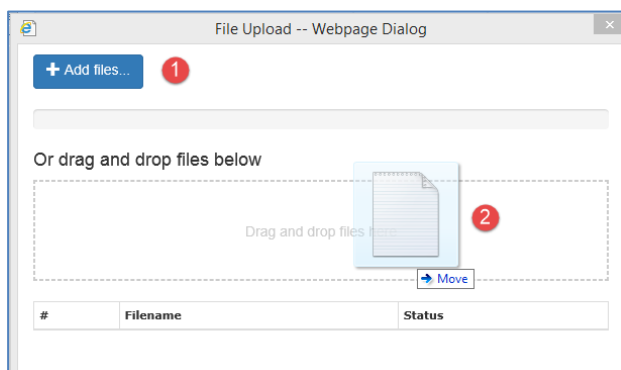 File Upload -- Webpage Dialog
+ Add files... 1
Or drag and drop files below
Drag and drop files here 2
Move
# Filename Status